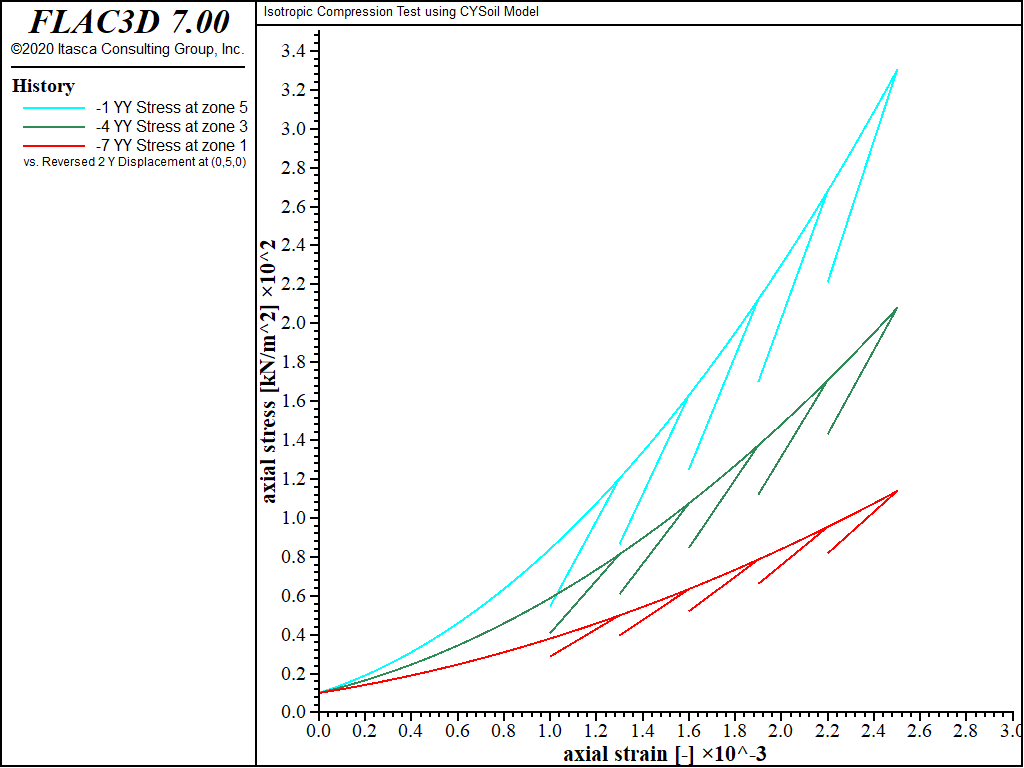 FLAC3D 7.00
©2020 Itasca Consulting Group, Inc.
History
-1 YY Stress at zone 5
-4 YY Stress at zone 3
-7 YY Stress at zone 1
vs. Reversed 2 Y Displacement at (0,5,0)
Isotropic Compression Test using CYSoil Model
axial stress [kN/m^2] ×10^2
3.4
3.2
3.0
2.8
2.6
2.4
2.2
2.0
1.8
1.6
1.4
1.2
1.0
0.8
0.6
0.4
0.2
0.0
0.0 0.2 0.4 0.6 0.8 1.0 1.2 1.4 1.6 1.8 2.0 2.2 2.4 2.6 2.8 3.0
axial strain [-] ×10^-3